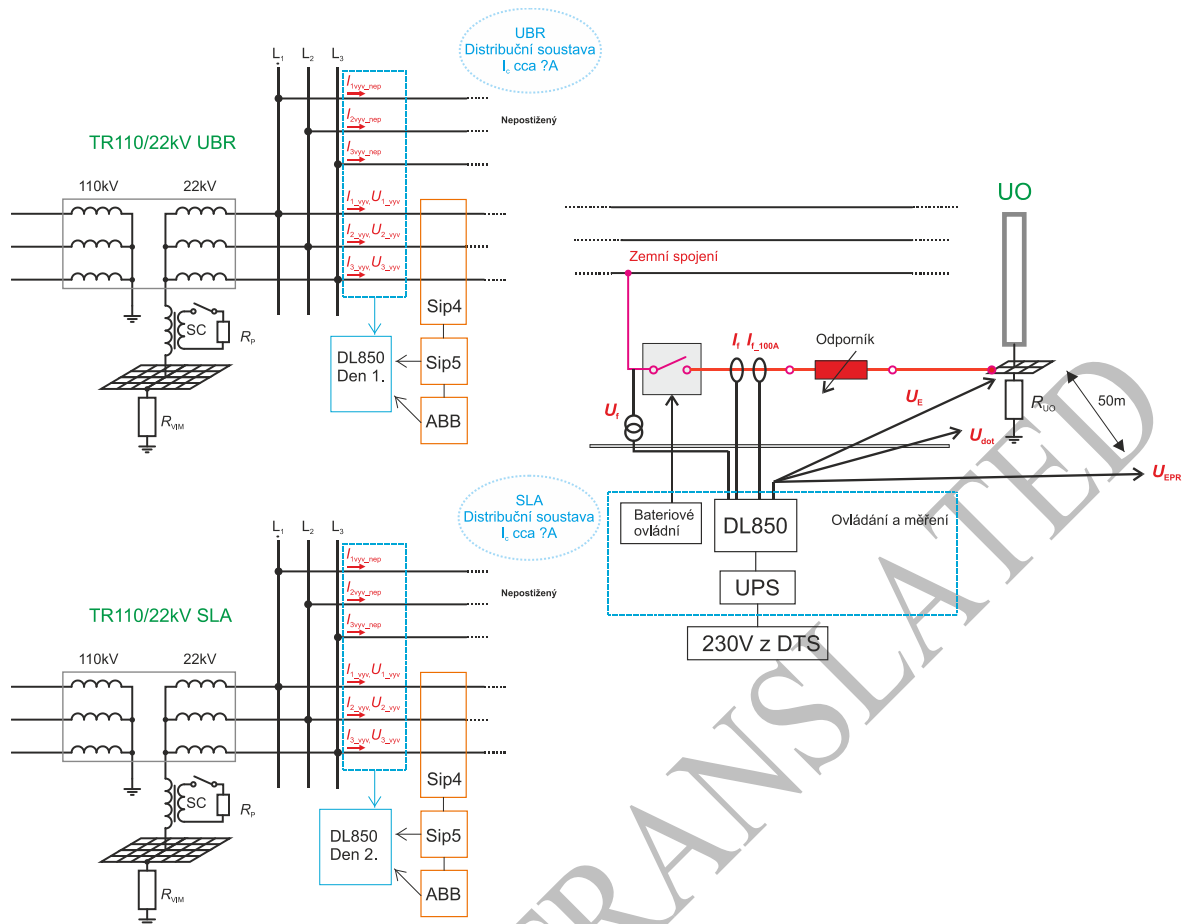 UBR
Distribuční soustava
Ic cca ?A
L1
L2
L3
I1vyv_nep
I2vyv_nep
I3vyv_nep
Nepostižený
TR110/22kV UBR
110kV
22kV
I1_vyv, U1_vyv
I2_vyv, U2_vyv
I3_vyv, U3_vyv
SC
RP
RVIM
DL850
Den 1.
Sip4
Sip5
ABB
UO
Zemní spojení
If
If_100A
Odporník
UE
RUO
50m
Uf
Udot
UEPR
Bateriové
ovládní
DL850
Ovládání a měření
UPS
230V z DTS
SLA
Distribuční soustava
Ic cca ?A
L1
L2
L3
I1vyv_nep
I2vyv_nep
I3vyv_nep
Nepostižený
TR110/22kV SLA
110kV
22kV
I1_vyv, U1_vyv
I2_vyv, U2_vyv
I3_vyv, U3_vyv
SC
RP
RVIM
DL850
Den 2.
Sip4
Sip5
ABB
TRANSLATED